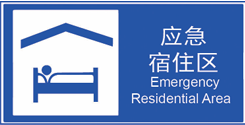 应急
宿住区
Emergency
Residential Area